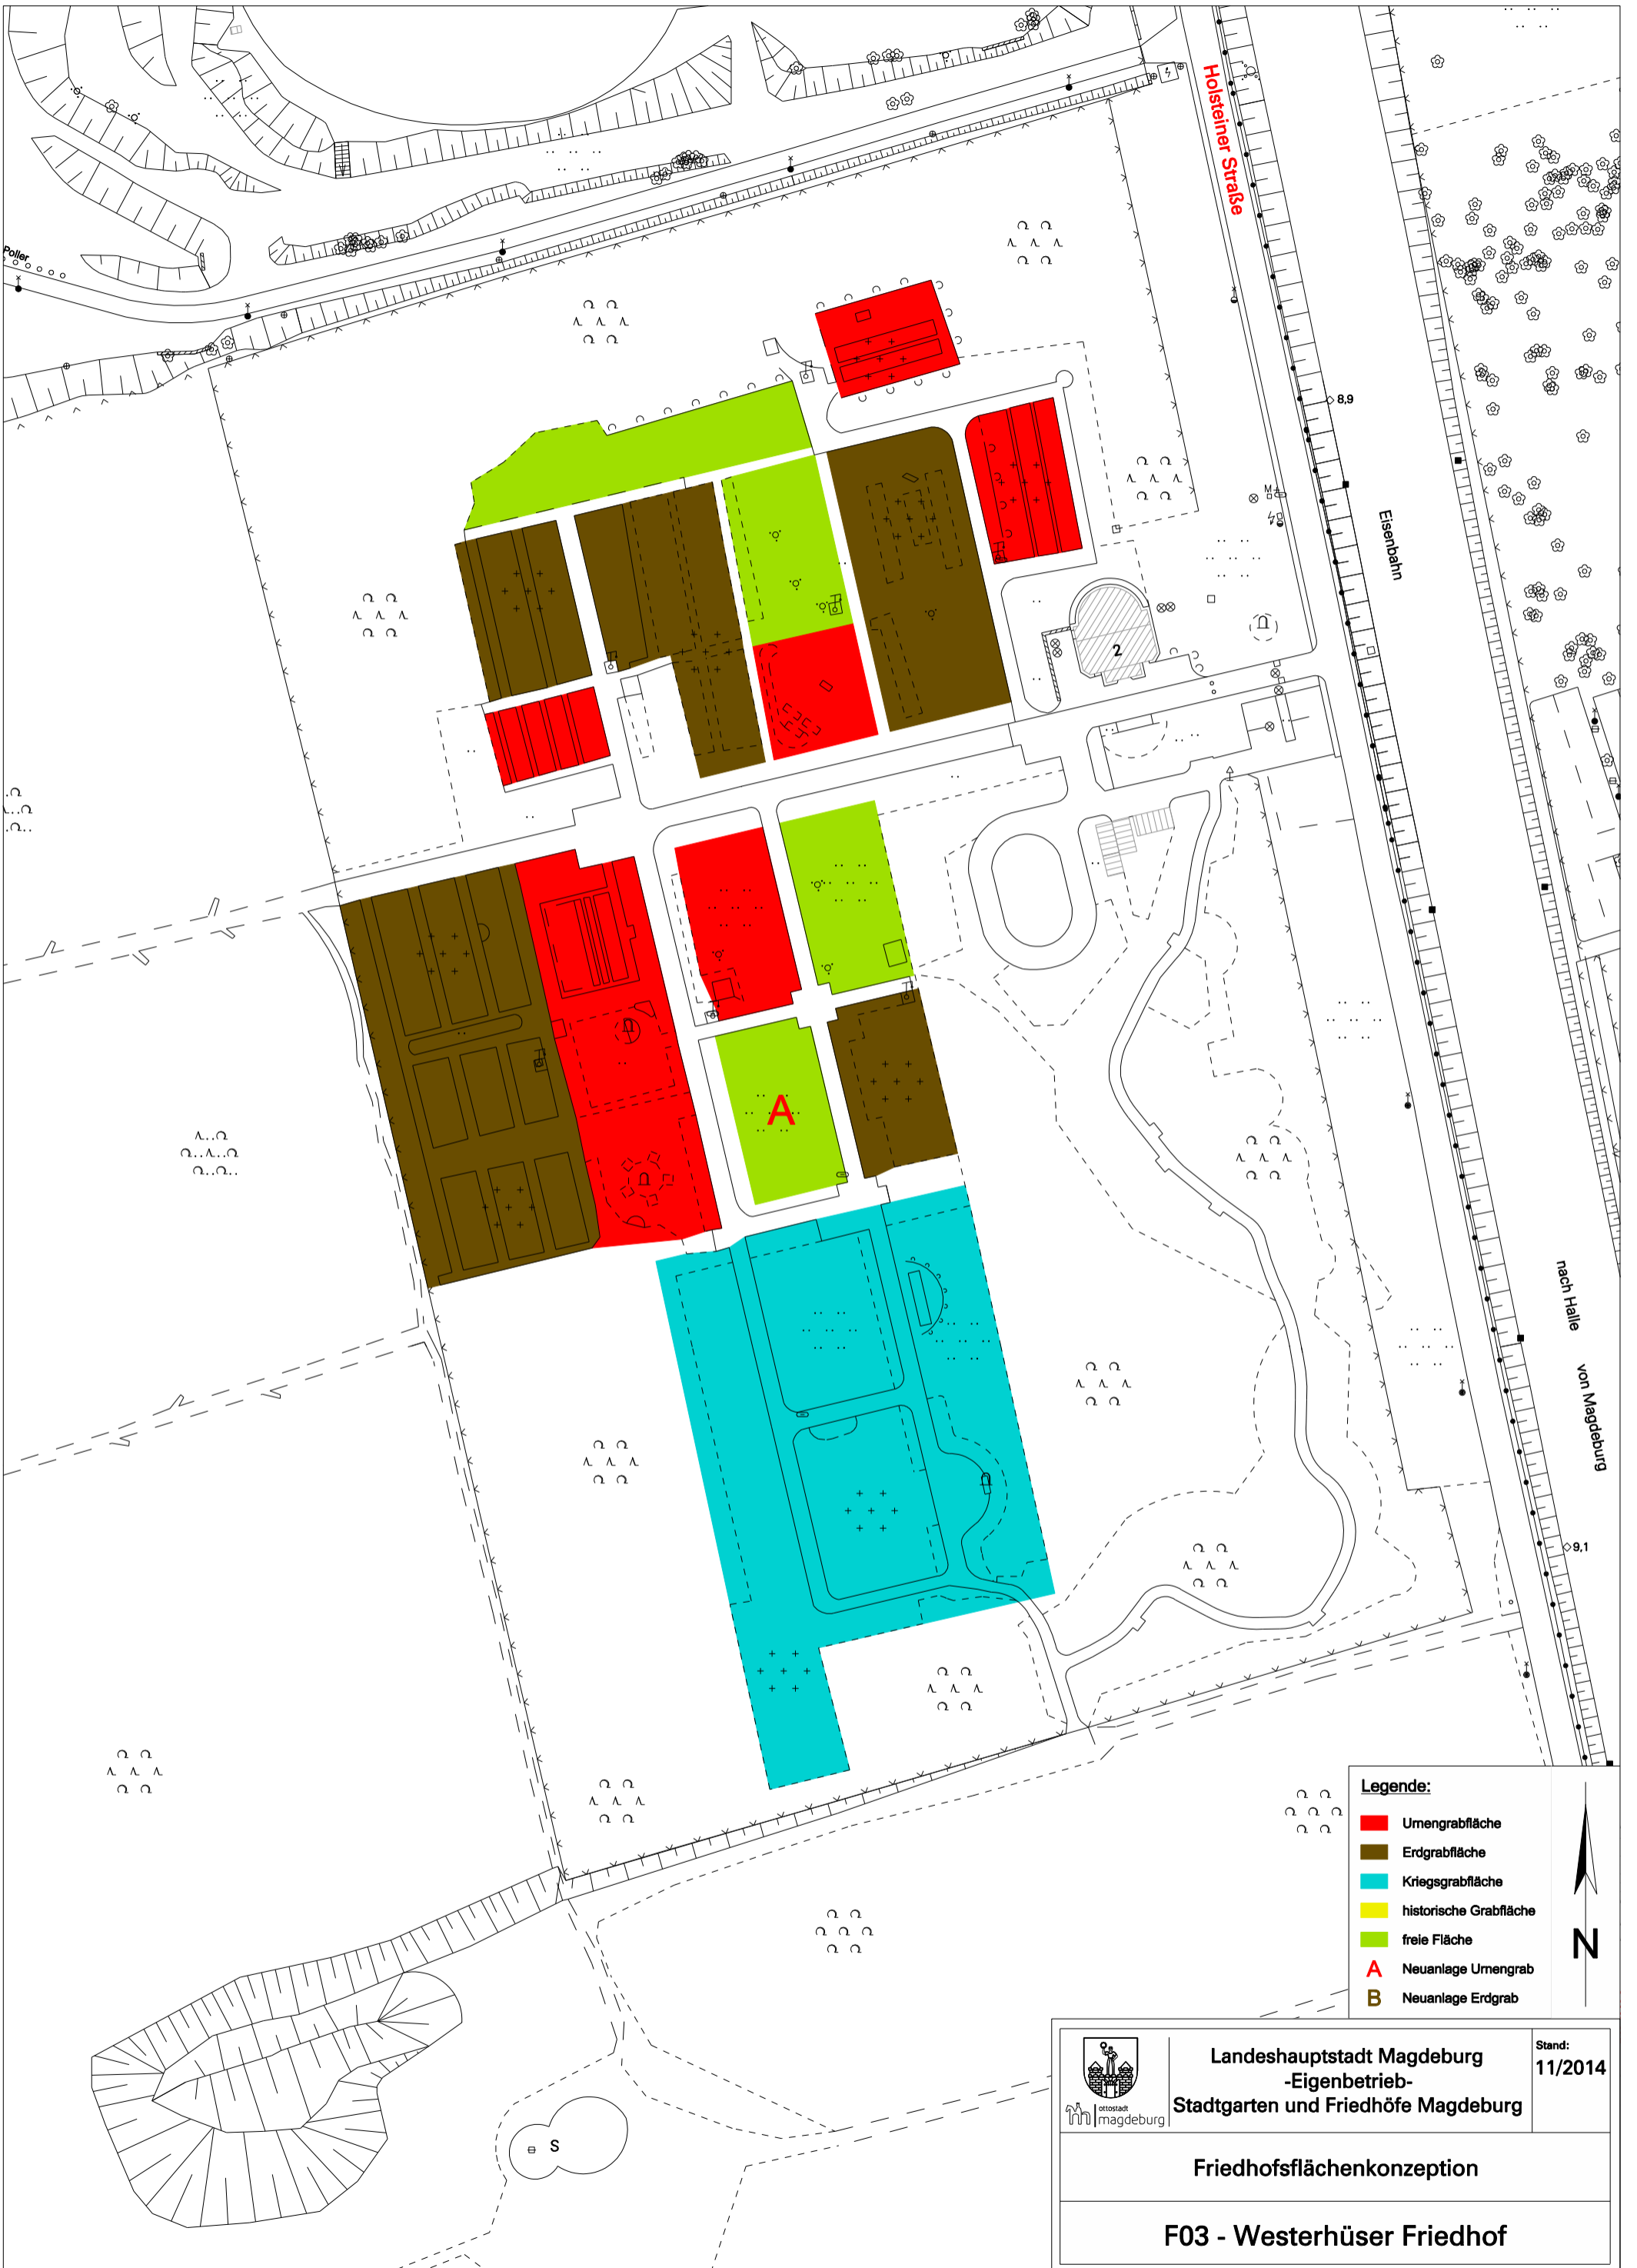 Holsteiner Straße
Poller
8,9
M
Eisenbahn
2
A
nach Halle
von Magdeburg
9,1
Legende:
Urnengrabfläche
Erdgrabfläche
Kriegsgrabfläche
historische Grabfläche
freie Fläche
A Neuanlage Urnengrab
B Neuanlage Erdgrab
N
S
Landeshauptstadt Magdeburg
-Eigenbetrieb-
Stadtgarten und Friedhöfe Magdeburg
Stand:
11/2014
ottostadt
magdeburg
Friedhofsflächenkonzeption
F03 - Westerhüser Friedhof